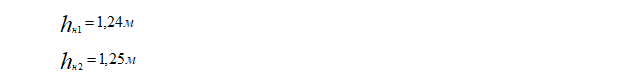 hн1 = 1,24м
hн2 = 1,25м